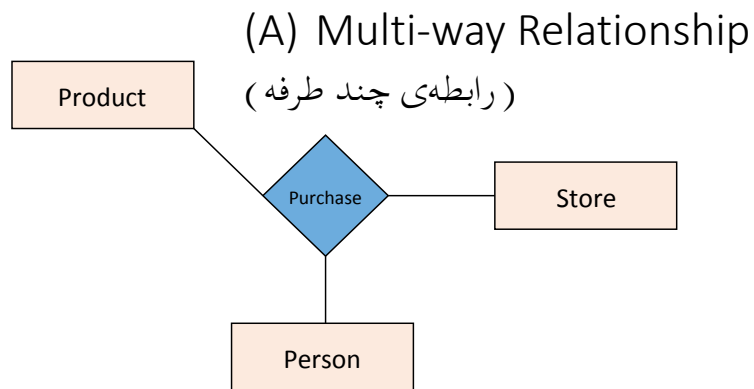 (A) Multi-way Relationship
(رابطه‌ی چند طرفه)
Product
Purchase
Store
Person